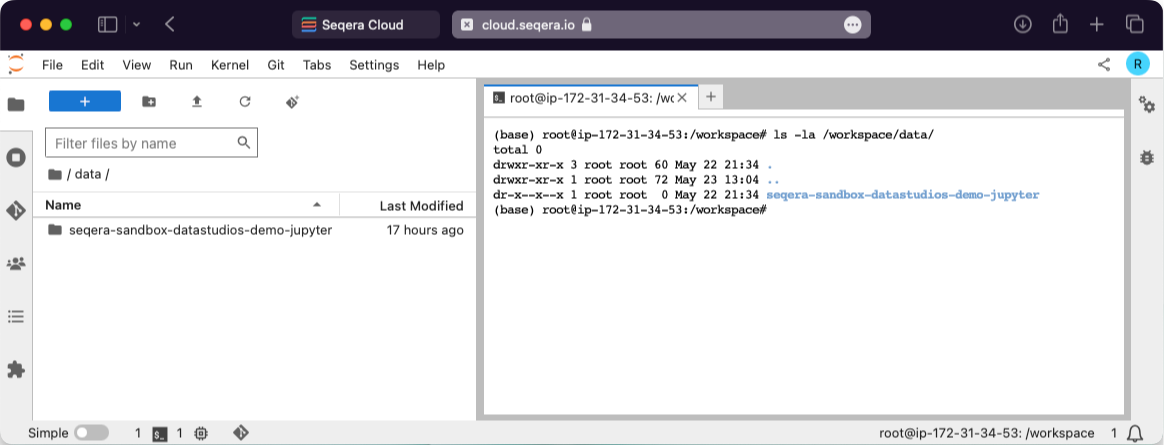 Seqera Cloud
cloud.seqera.io
File Edit View Run Kernel Git Tabs Settings Help
R
+
Filter files by name
/ data /
Name Last Modified
seqera-sandbox-datastudios-demo-jupyter 17 hours ago
root@ip-172-31-34-53: /wc
(base) root@ip-172-31-34-53:/workspace# ls -la /workspace/data/
total 0
drwxr-xr-x 3 root root 60 May 22 21:34 .
drwxr-xr-x 1 root root 72 May 23 13:04 ..
dr-x--x--x 1 root root  0 May 22 21:34 seqera-sandbox-datastudios-demo-jupyter
(base) root@ip-172-31-34-53:/workspace#
Simple 1 $_ 1 root@ip-172-31-34-53: /workspace 1